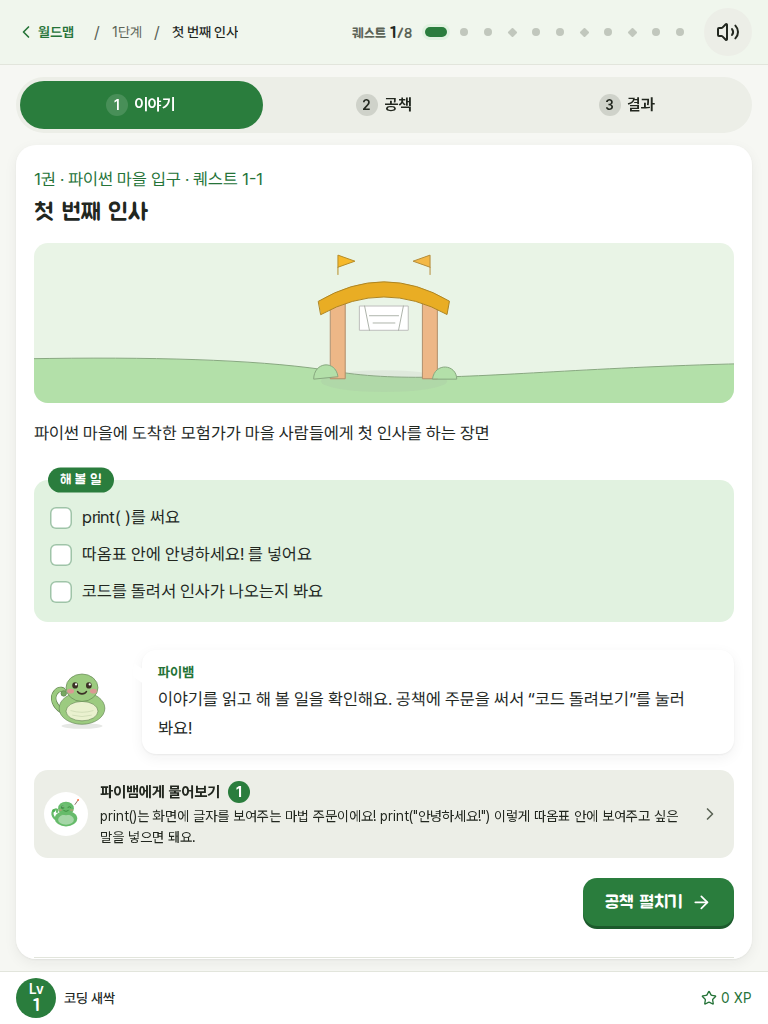 월드맵 / 1단계 / 첫 번째 인사
퀘스트 1/8
1 이야기
2 공책
3 결과
1권 · 파이썬 마을 입구 · 퀘스트 1-1
첫 번째 인사
파이썬 마을에 도착한 모험가가 마을 사람들에게 첫 인사를 하는 장면
해 볼 일
print( )를 써요
따옴표 안에 안녕하세요! 를 넣어요
코드를 돌려서 인사가 나오는지 봐요
파이뱀
이야기를 읽고 해 볼 일을 확인해요. 공책에 주문을 써서 “코드 돌려보기”를 눌러
봐요!
파이뱀에게 물어보기 1
print()는 화면에 글자를 보여주는 마법 주문이에요! print("안녕하세요!") 이렇게 따옴표 안에 보여주고 싶은
말을 넣으면 돼요.
공책 펼치기
Lv
1
코딩 새싹
0 XP